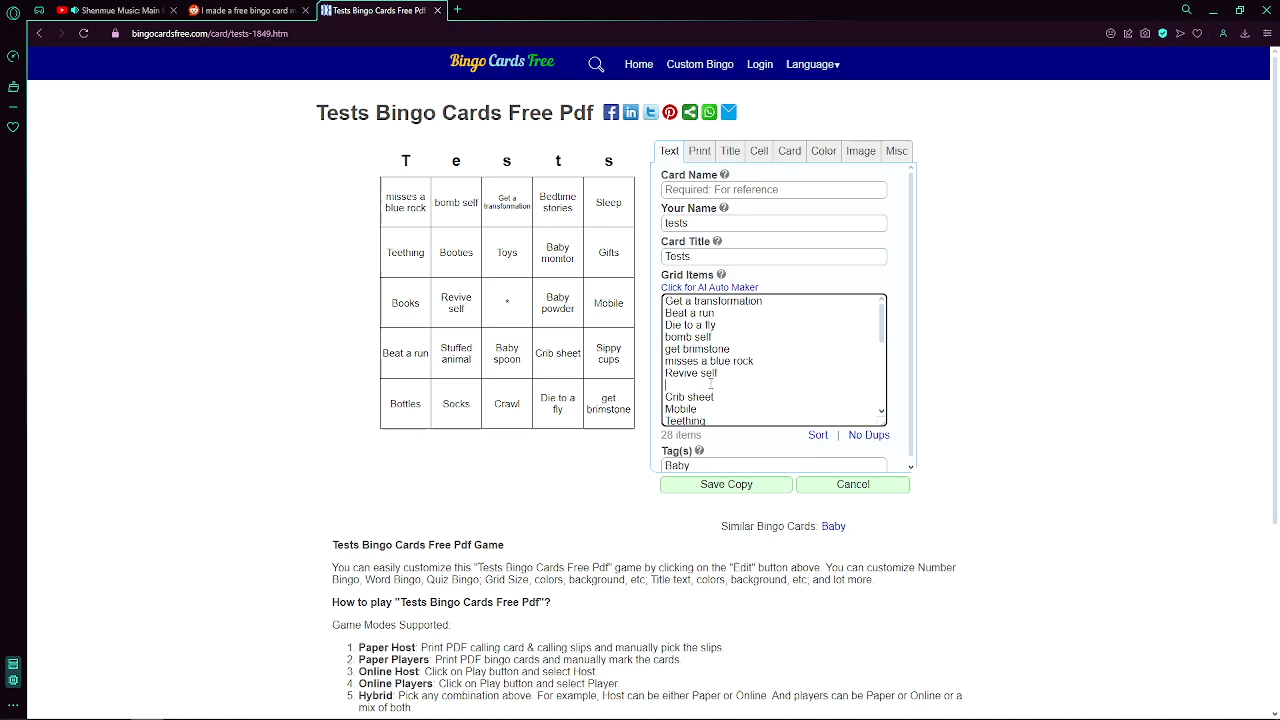 Shenmue Music: Main
I made a free bingo card m
Tests Bingo Cards Free Pdf
bingocardsfree.com/card/tests-1849.htm
Bingo Cards Free
Home
Custom Bingo
Login
Language▾
Tests Bingo Cards Free Pdf
T e s t s
misses a blue rock
bomb self
Get a transformation
Bedtime stories
Sleep
Teething
Booties
Toys
Baby monitor
Gifts
Books
Revive self
*
Baby powder
Mobile
Beat a run
Stuffed animal
Baby spoon
Crib sheet
Sippy cups
Bottles
Socks
Crawl
Die to a fly
get brimstone
Text Print Title Cell Card Color Image Misc
Card Name
Required: For reference
Your Name
tests
Card Title
Tests
Grid Items
Click for AI Auto Maker
Get a transformation
Beat a run
Die to a fly
bomb self
get brimstone
misses a blue rock
Revive self
Crib sheet
Mobile
Teething
28 items
Sort | No Dups
Tag(s)
Baby
Save Copy
Cancel
Similar Bingo Cards: Baby
Tests Bingo Cards Free Pdf Game
You can easily customize this "Tests Bingo Cards Free Pdf" game by clicking on the "Edit" button above. You can customize Number
Bingo, Word Bingo, Quiz Bingo; Grid Size, colors, background, etc; Title text, colors, background, etc; and lot more.
How to play "Tests Bingo Cards Free Pdf"?
Game Modes Supported:
1. Paper Host: Print PDF calling card & calling slips and manually pick the slips.
2. Paper Players: Print PDF bingo cards and manually mark the cards.
3. Online Host: Click on Play button and select Host.
4. Online Players: Click on Play button and select Player.
5. Hybrid: Pick any combination above. For example, Host can be either Paper or Online. And players can be Paper or Online or a
mix of both.